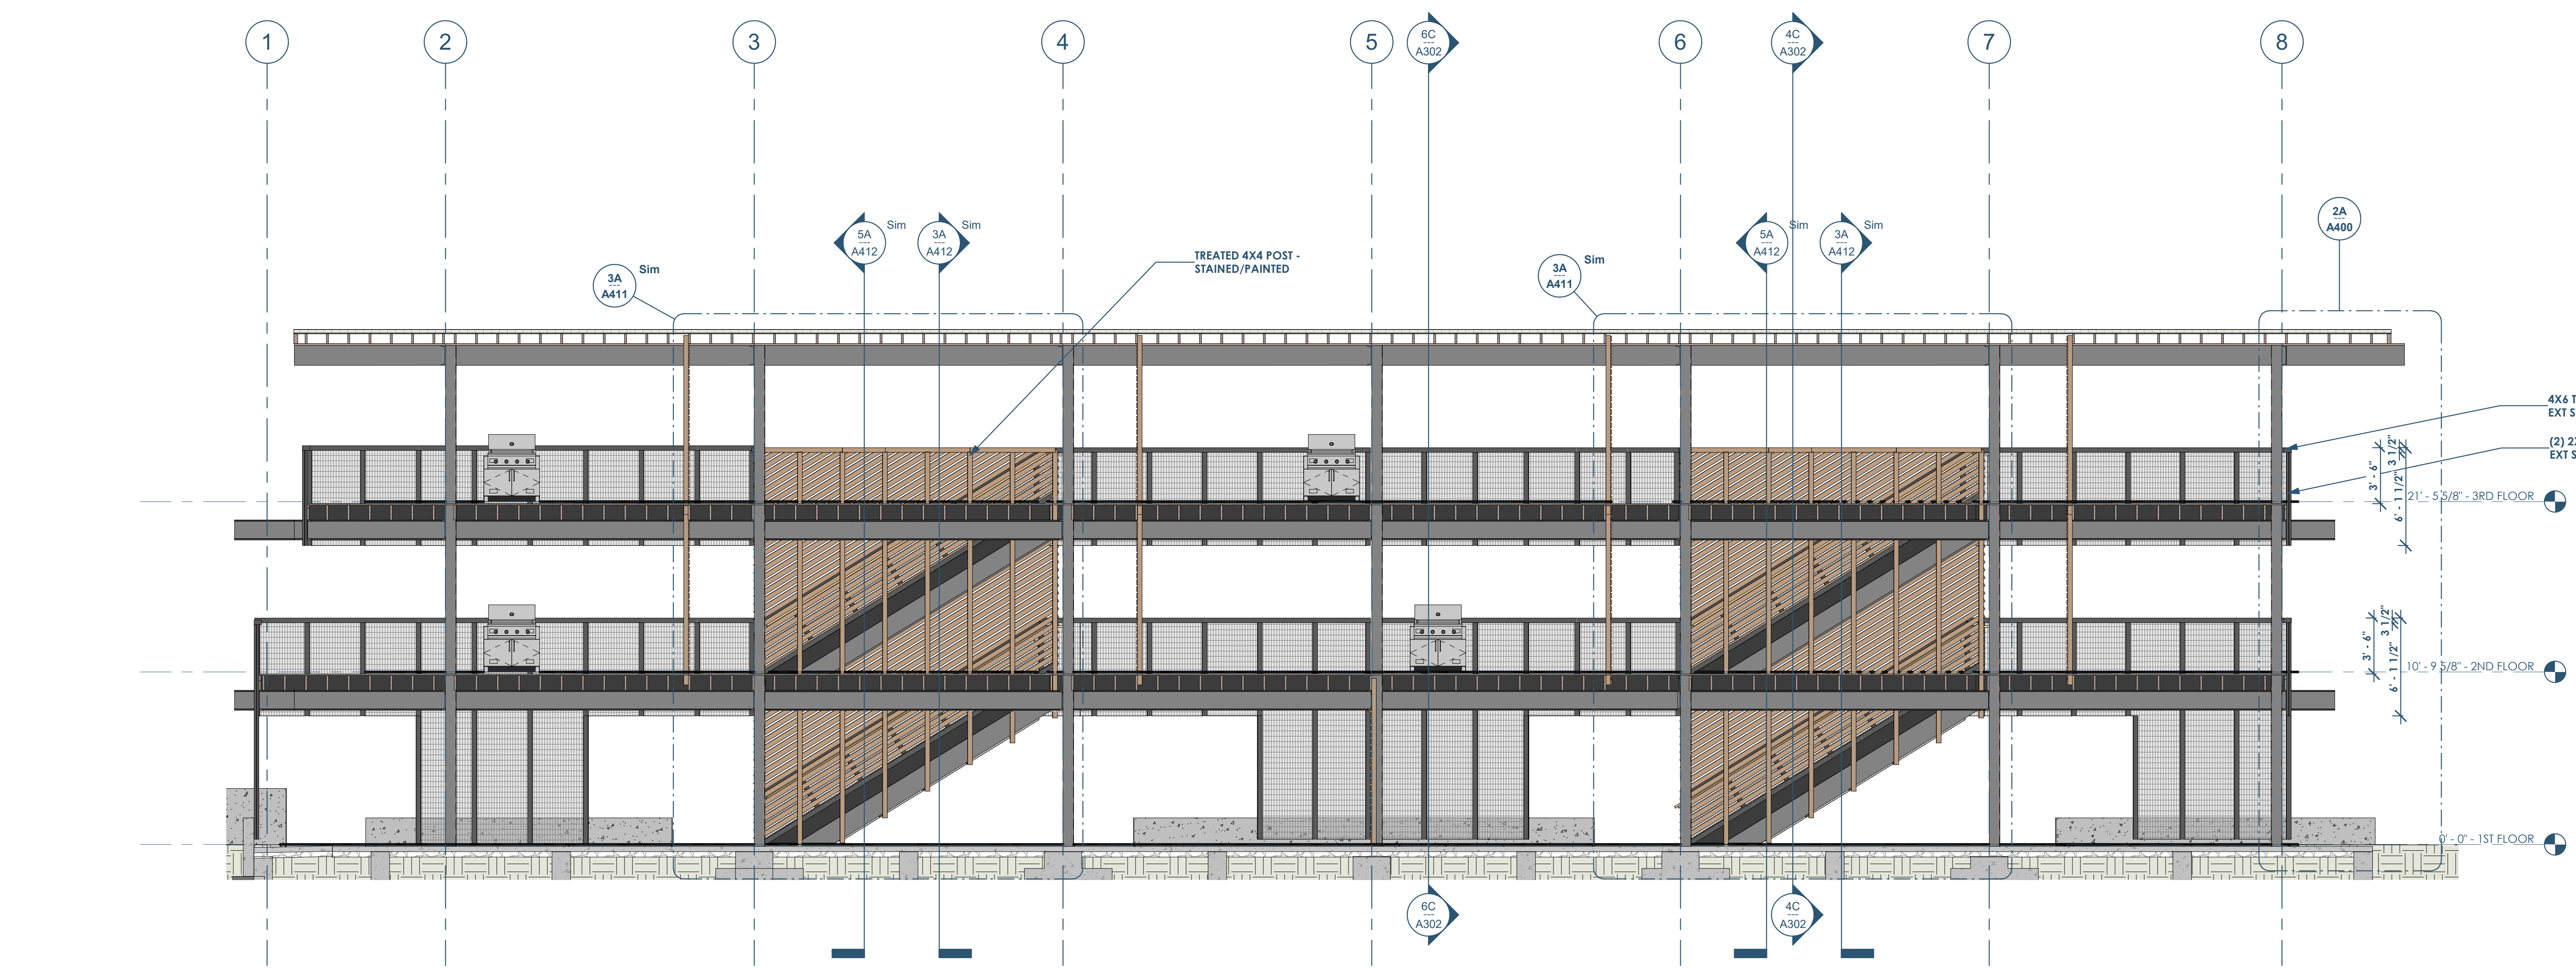 1
2
3
4
5
6C
---
A302
6
4C
---
A302
7
8
2A
---
A400
5A
---
A412
Sim
3A
---
A412
Sim
5A
---
A412
Sim
3A
---
A412
Sim
3A
---
A411
Sim
TREATED 4X4 POST -
STAINED/PAINTED
3A
---
A411
Sim
4X6 T
EXT S
(2) 2X
EXT S
3' - 6"
3 1/2"
6' - 1 1/2"
21' - 5 5/8" - 3RD FLOOR
3' - 6"
3 1/2"
6' - 1 1/2"
10' - 9 5/8" - 2ND FLOOR
0' - 0" - 1ST FLOOR
6C
---
A302
4C
---
A302